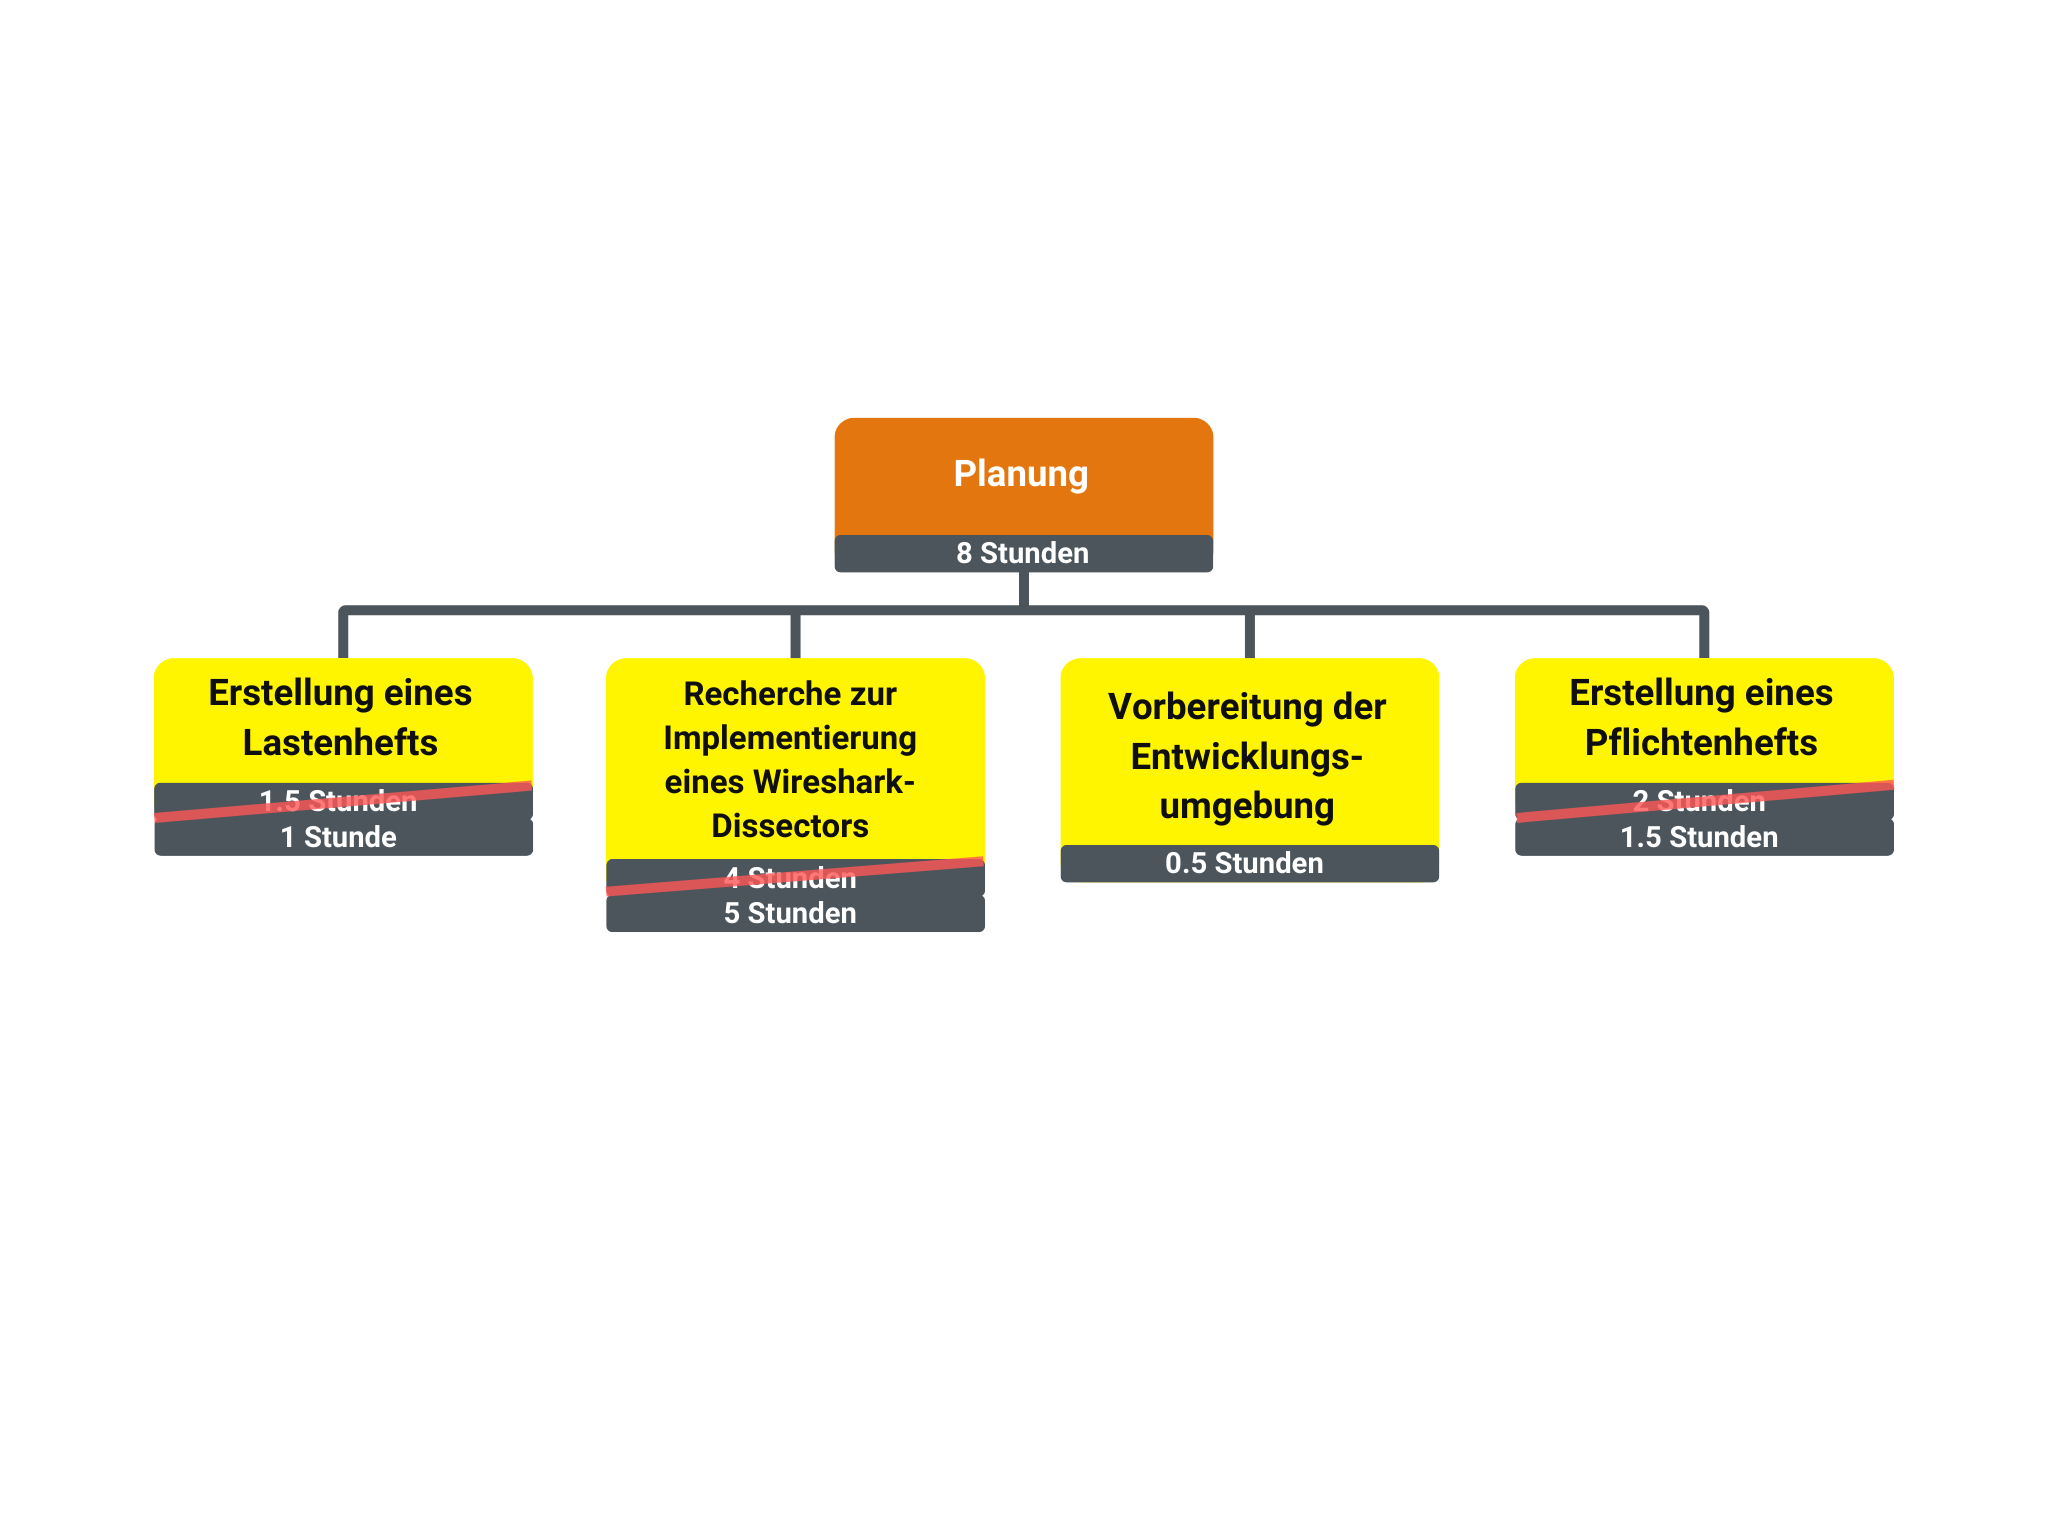 Planung
8 Stunden
Erstellung eines
Lastenhefts
1.5 Stunden
1 Stunde
Recherche zur
Implementierung
eines Wireshark-
Dissectors
4 Stunden
5 Stunden
Vorbereitung der
Entwicklungs-
umgebung
0.5 Stunden
Erstellung eines
Pflichtenhefts
2 Stunden
1.5 Stunden